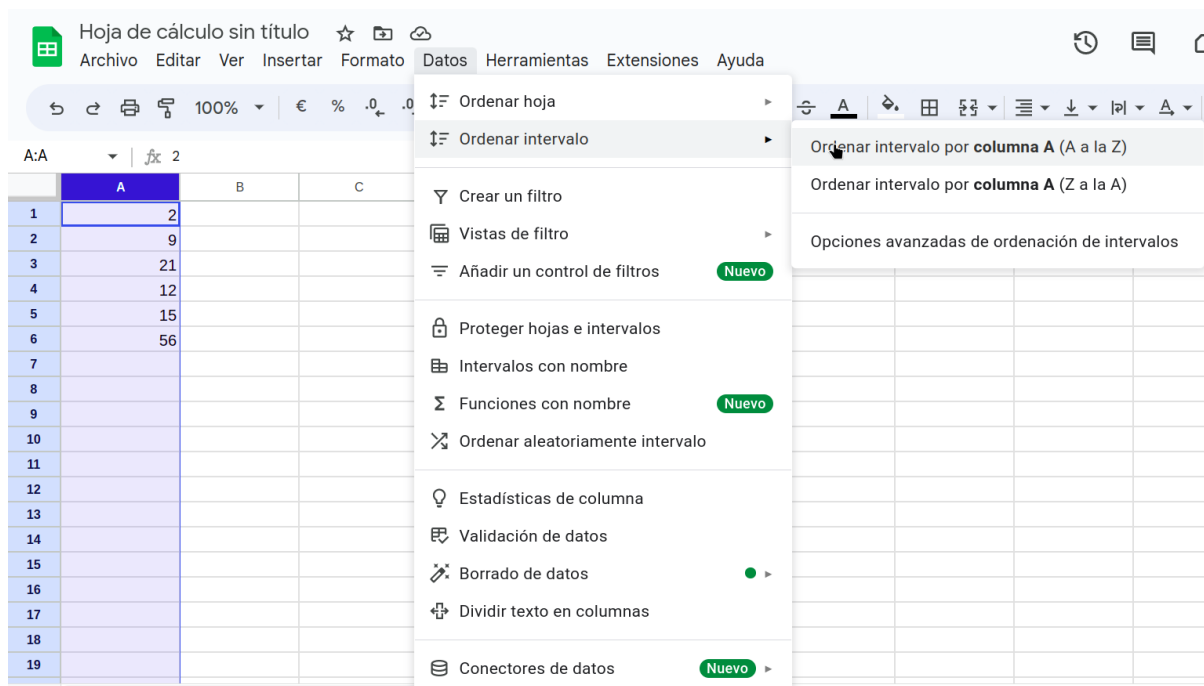 Hoja de cálculo sin título
Archivo Editar Ver Insertar Formato Datos Herramientas Extensiones Ayuda
100% € % .0 .0 A A
A:A fx 2
Ordenar hoja
Ordenar intervalo
Ordenar intervalo por columna A (A a la Z)
Ordenar intervalo por columna A (Z a la A)
Opciones avanzadas de ordenación de intervalos
Crear un filtro
Vistas de filtro
Añadir un control de filtros Nuevo
Proteger hojas e intervalos
Intervalos con nombre
Funciones con nombre Nuevo
Ordenar aleatoriamente intervalo
Estadísticas de columna
Validación de datos
Borrado de datos
Dividir texto en columnas
Conectores de datos Nuevo
A B C
1 2
2 9
3 21
4 12
5 15
6 56
7
8
9
10
11
12
13
14
15
16
17
18
19